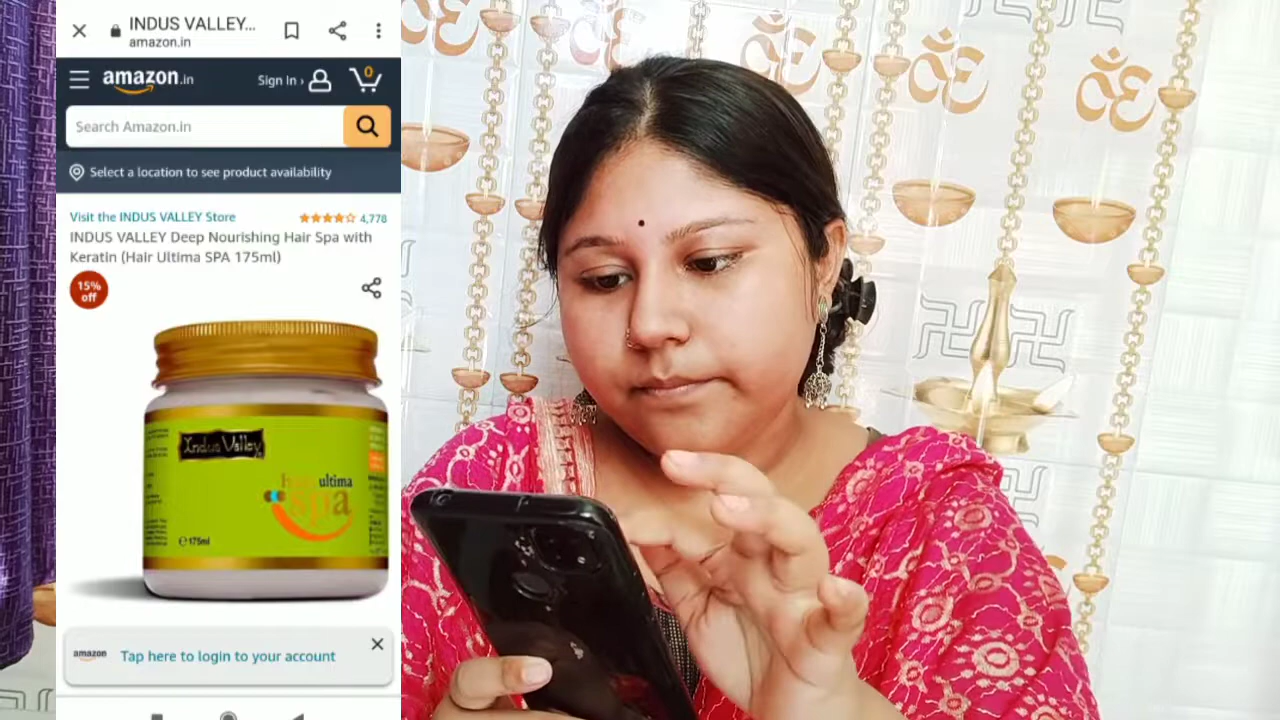 INDUS VALLEY...
amazon.in
amazon.in
Sign In ›
0
Search Amazon.in
Select a location to see product availability
Visit the INDUS VALLEY Store
4,778
INDUS VALLEY Deep Nourishing Hair Spa with
Keratin (Hair Ultima SPA 175ml)
15%
off
Indus Valley
Hair ultima
spa
℮175ml
amazon
Tap here to login to your account
ॐ ॐ ॐ ॐ ॐ